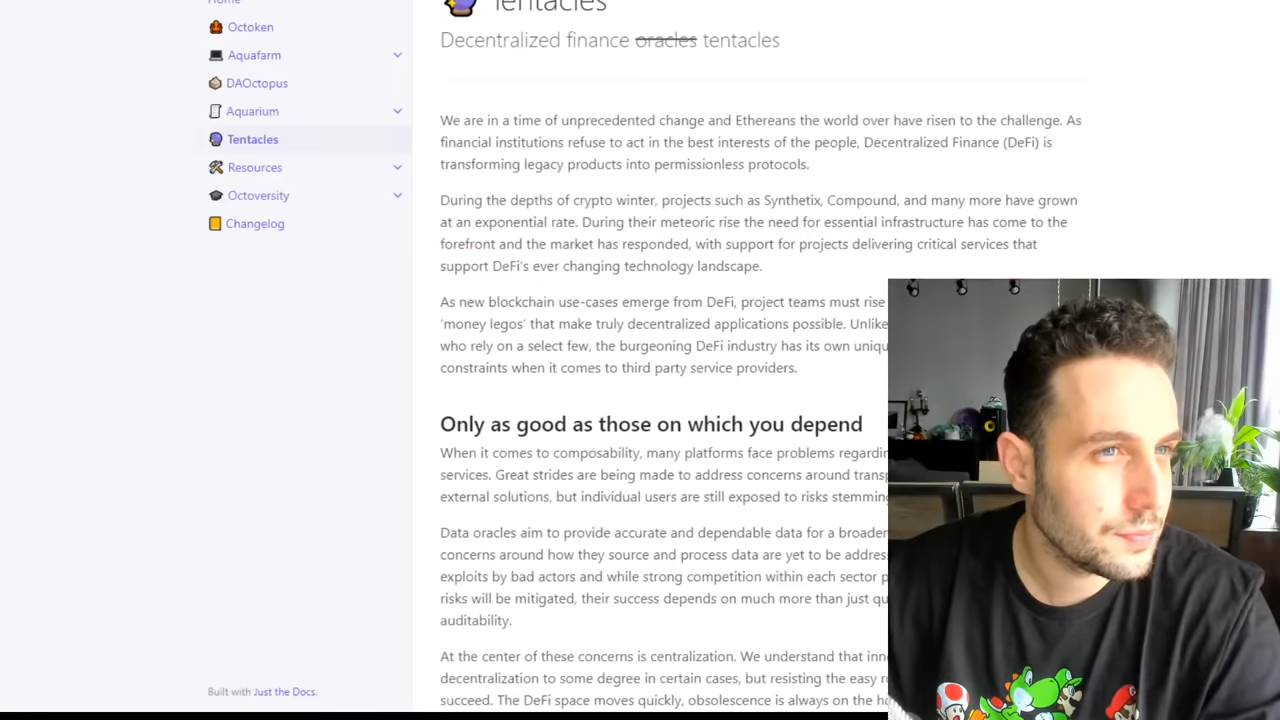 Home
Octoken
Aquafarm
DAOctopus
Aquarium
Tentacles
Resources
Octoversity
Changelog
Built with Just the Docs.
Tentacles
Decentralized finance oracles tentacles
We are in a time of unprecedented change and Ethereans the world over have risen to the challenge. As
financial institutions refuse to act in the best interests of the people, Decentralized Finance (DeFi) is
transforming legacy products into permissionless protocols.
During the depths of crypto winter, projects such as Synthetix, Compound, and many more have grown
at an exponential rate. During their meteoric rise the need for essential infrastructure has come to the
forefront and the market has responded, with support for projects delivering critical services that
support DeFi's ever changing technology landscape.
As new blockchain use-cases emerge from DeFi, project teams must rise
'money legos' that make truly decentralized applications possible. Unlike
who rely on a select few, the burgeoning DeFi industry has its own
constraints when it comes to third party service providers.
Only as good as those on which you depend
When it comes to composability, many platforms face problems
services. Great strides are being made to address concerns around
external solutions, but individual users are still exposed to risks
Data oracles aim to provide accurate and dependable data for a broader
concerns around how they source and process data are yet to be
exploits by bad actors and while strong competition within each sector
risks will be mitigated, their success depends on much more than just
auditability.
At the center of these concerns is centralization. We understand that
decentralization to some degree in certain cases, but resisting the easy
succeed. The DeFi space moves quickly, obsolescence is always on the